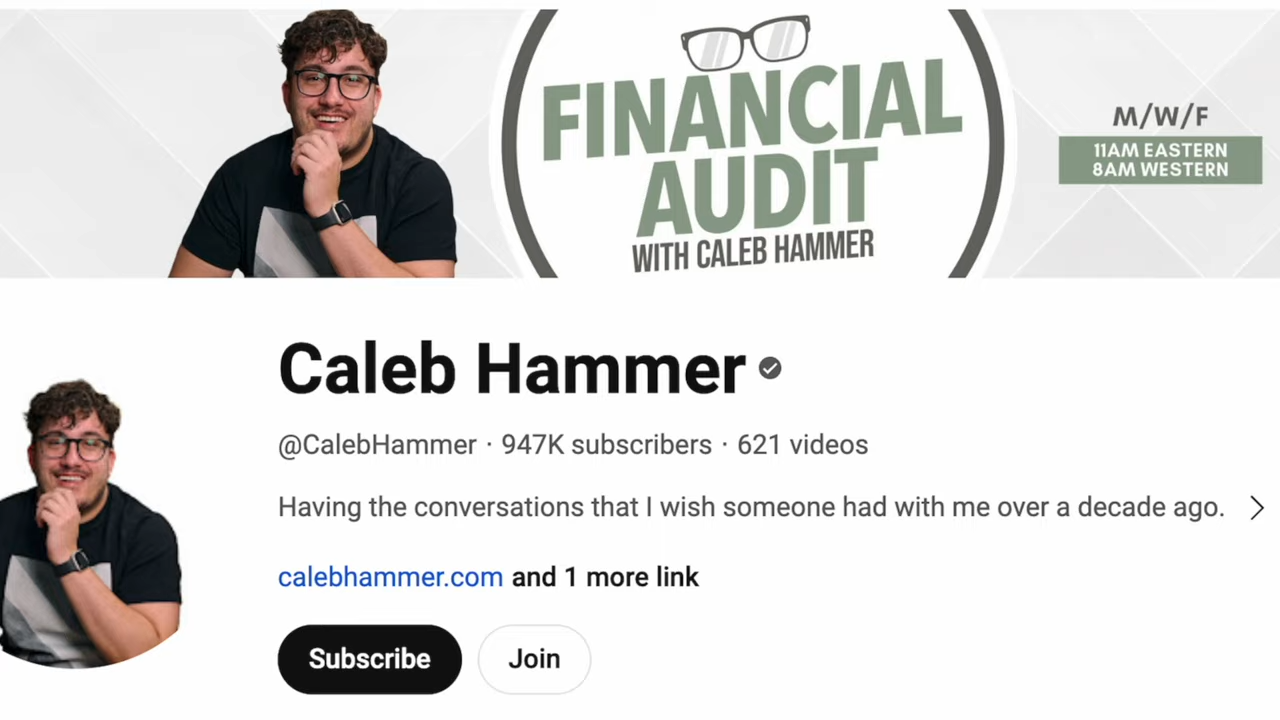 FINANCIAL
AUDIT
WITH CALEB HAMMER
M/W/F
11AM EASTERN
8AM WESTERN
Caleb Hammer
@CalebHammer · 947K subscribers · 621 videos
Having the conversations that I wish someone had with me over a decade ago.
calebhammer.com and 1 more link
Subscribe
Join